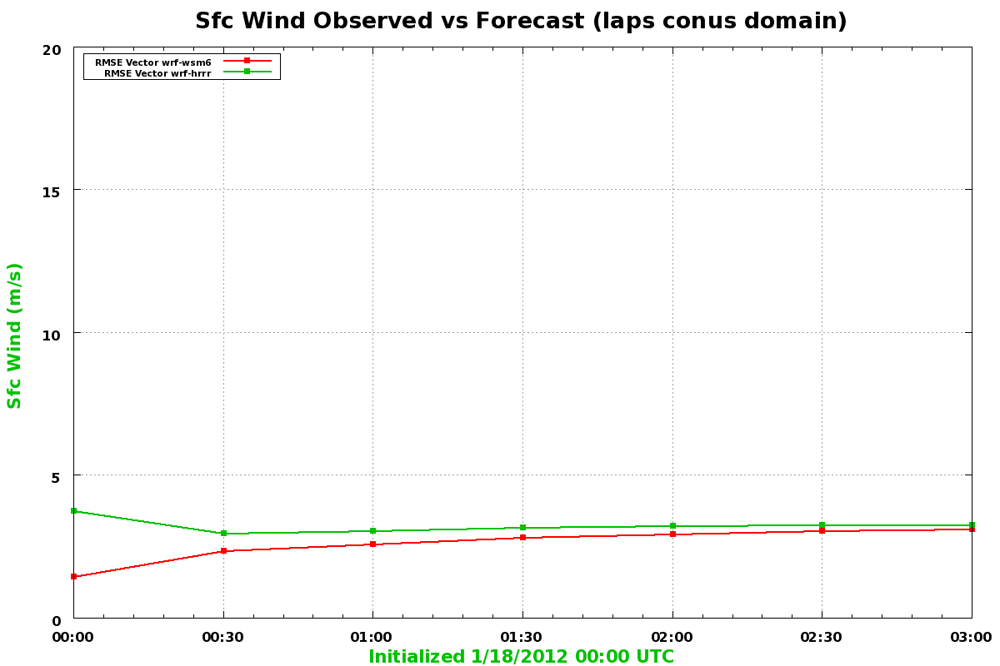 Sfc Wind Observed vs Forecast (laps conus domain)
RMSE Vector wrf-wsm6
RMSE Vector wrf-hrrr
20
15
10
5
0
Sfc Wind (m/s)
00:00 00:30 01:00 01:30 02:00 02:30 03:00
Initialized 1/18/2012 00:00 UTC